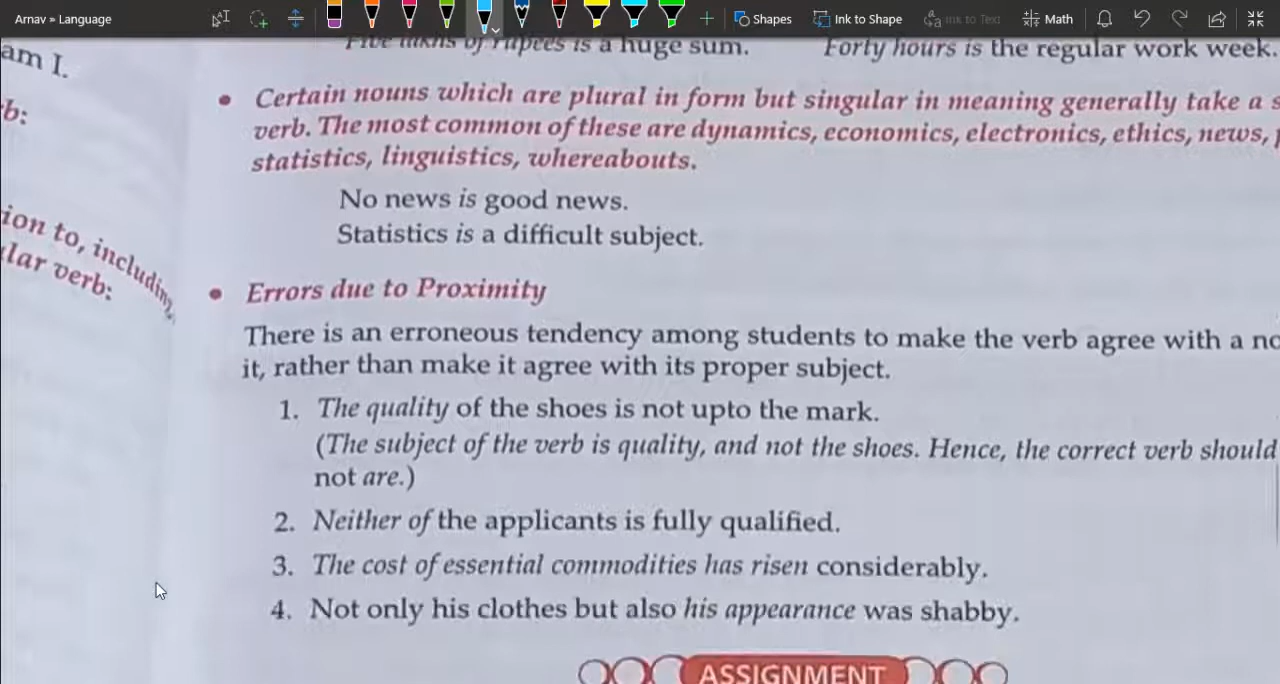 Arnav » Language
Shapes
Ink to Shape
Ink to Text
Math
Five lakhs of rupees is a huge sum. Forty hours is the regular work week.
am I.
b:
• Certain nouns which are plural in form but singular in meaning generally take a s
verb. The most common of these are dynamics, economics, electronics, ethics, news, p
statistics, linguistics, whereabouts.
No news is good news.
Statistics is a difficult subject.
ion to, including
lar verb:
• Errors due to Proximity
There is an erroneous tendency among students to make the verb agree with a no
it, rather than make it agree with its proper subject.
1. The quality of the shoes is not upto the mark.
(The subject of the verb is quality, and not the shoes. Hence, the correct verb should
not are.)
2. Neither of the applicants is fully qualified.
3. The cost of essential commodities has risen considerably.
4. Not only his clothes but also his appearance was shabby.
ASSIGNMENT